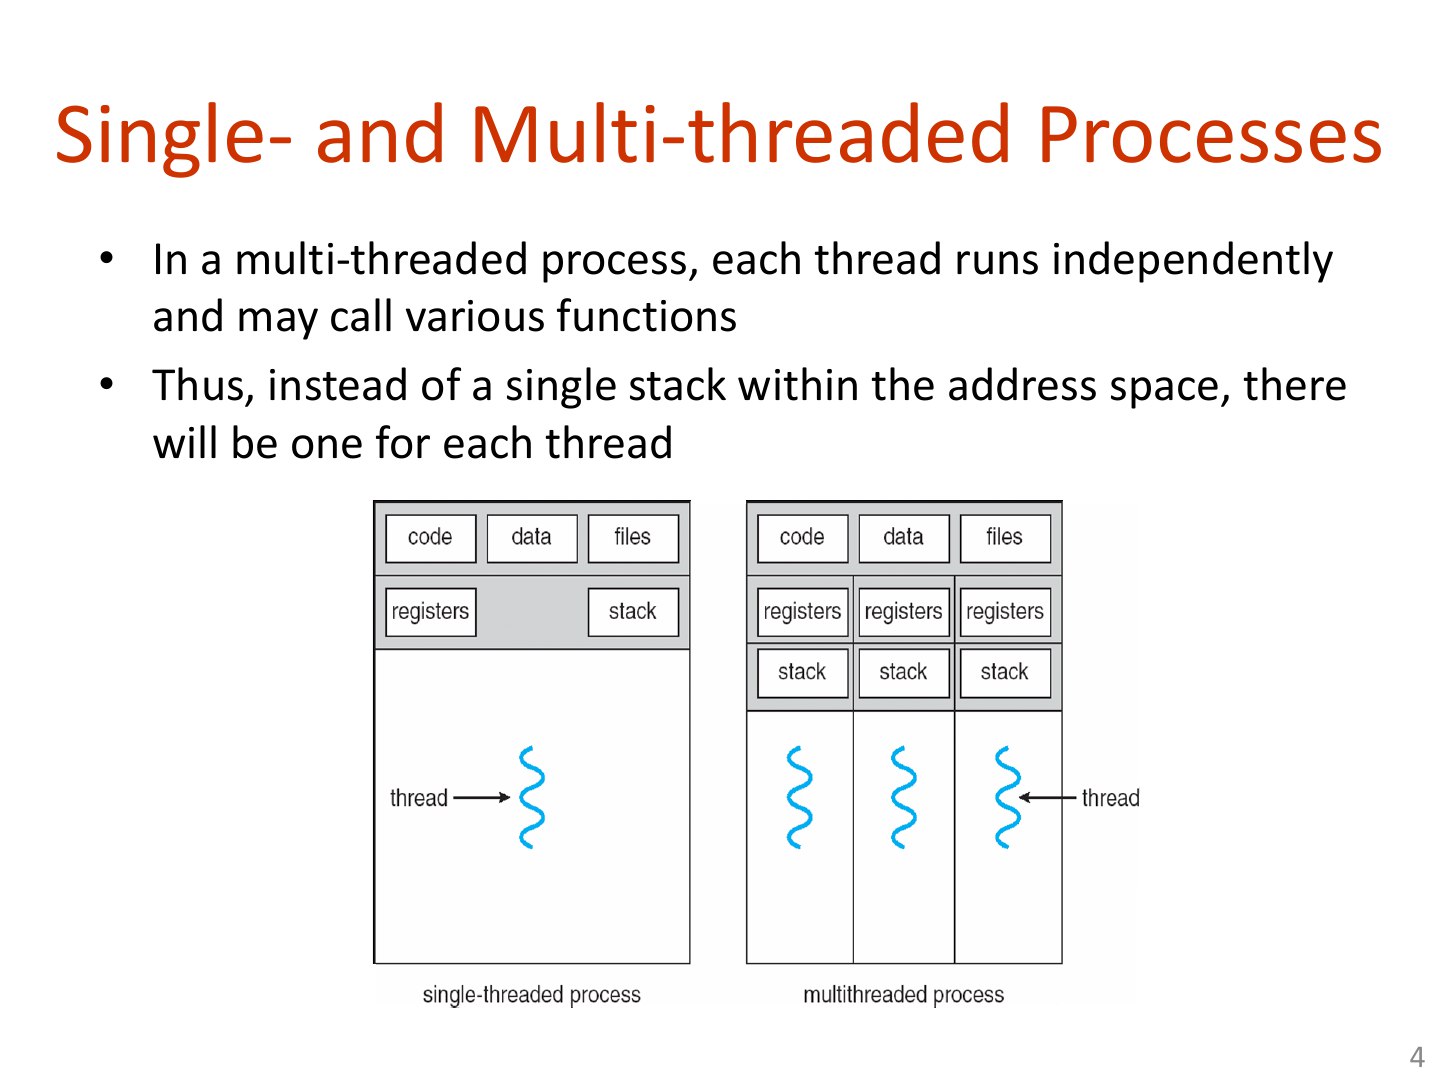 Single- and Multi-threaded Processes
• In a multi-threaded process, each thread runs independently
and may call various functions
• Thus, instead of a single stack within the address space, there
will be one for each thread
code data files
registers stack
thread
single-threaded process
code data files
registers registers registers
stack stack stack
thread
multithreaded process
4